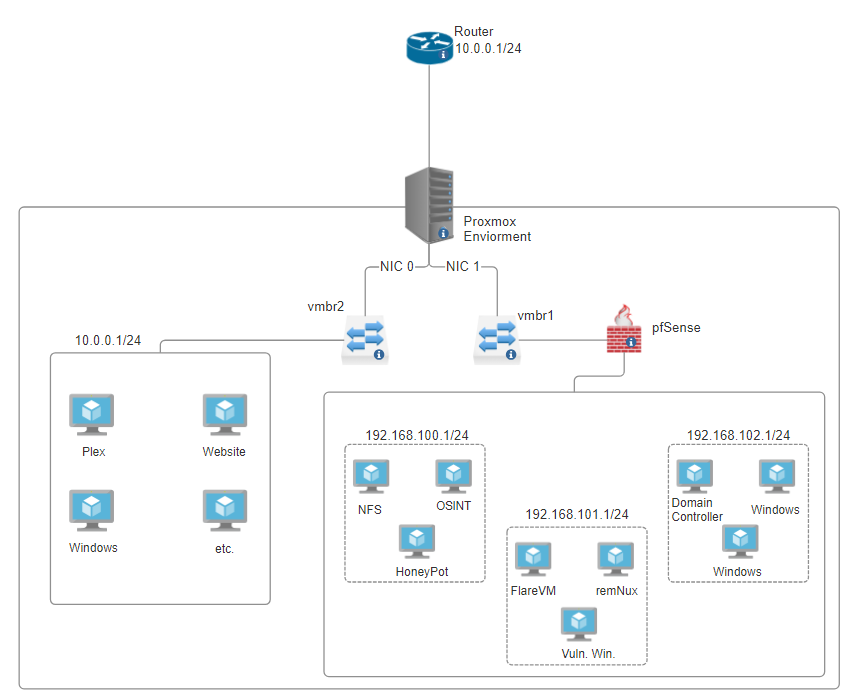 Router
10.0.0.1/24
Proxmox
Enviorment
NIC 0
NIC 1
vmbr2
vmbr1
pfSense
10.0.0.1/24
Plex
Website
Windows
etc.
192.168.100.1/24
NFS
OSINT
HoneyPot
192.168.101.1/24
FlareVM
remNux
Vuln. Win.
192.168.102.1/24
Domain
Controller
Windows
Windows